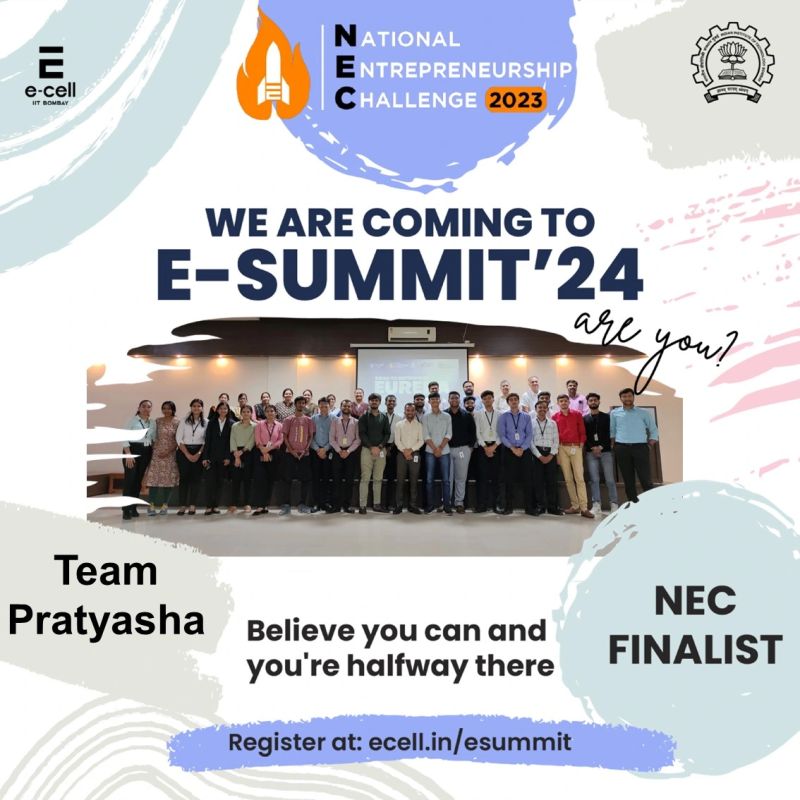 e-cell
IIT BOMBAY
NATIONAL
ENTREPRENEURSHIP
CHALLENGE 2023
WE ARE COMING TO
E-SUMMIT’24
are you?
EURE
Team
Pratyasha
NEC
FINALIST
Believe you can and
you're halfway there
Register at: ecell.in/esummit